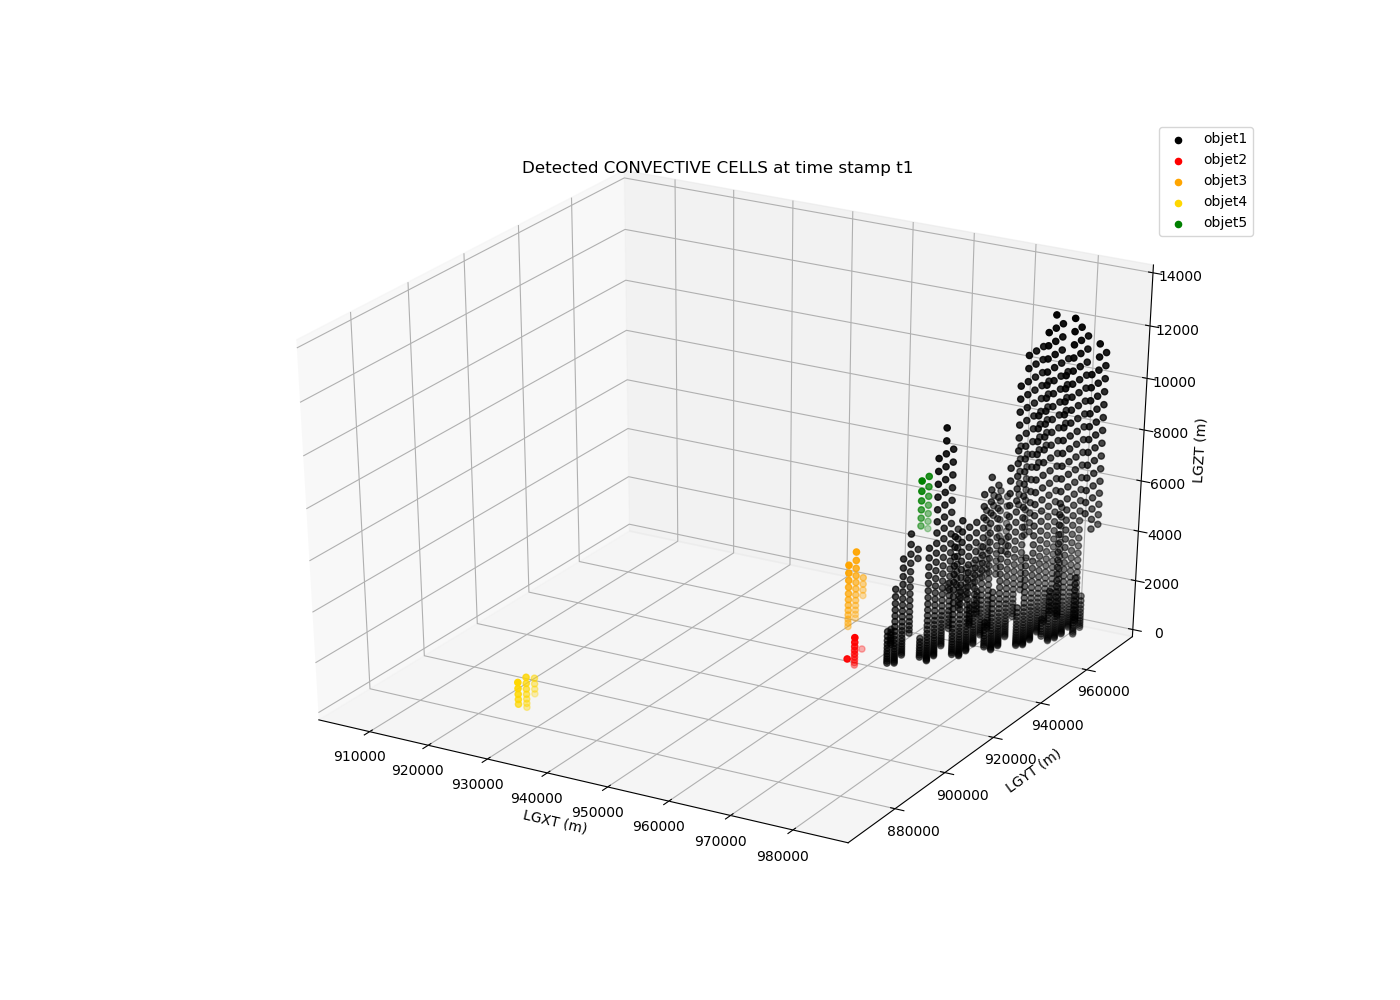 Detected CONVECTIVE CELLS at time stamp t1
objet1
objet2
objet3
objet4
objet5
14000
12000
10000
8000
6000
4000
2000
0
LGZT (m)
960000
940000
920000
900000
880000
LGYT (m)
910000
920000
930000
940000
950000
960000
970000
980000
LGXT (m)